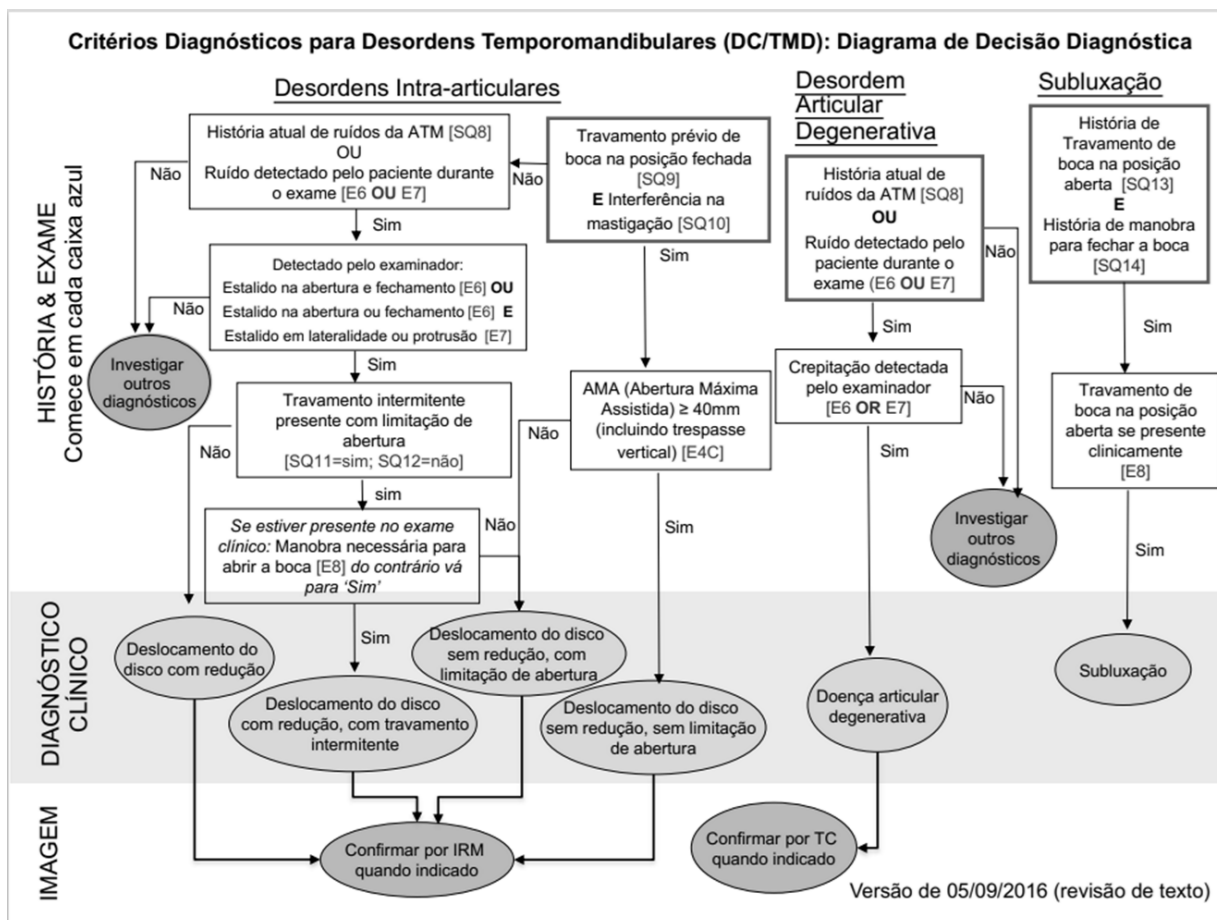 Critérios Diagnósticos para Desordens Temporomandibulares (DC/TMD): Diagrama de Decisão Diagnóstica
HISTÓRIA & EXAME
Comece em cada caixa azul
Desordens Intra-articulares
História atual de ruídos da ATM [SQ8]
OU
Ruído detectado pelo paciente durante
o exame [E6 OU E7]
Não
Sim
Travamento prévio de
boca na posição fechada
[SQ9]
E Interferência na
mastigação [SQ10]
Não
Sim
Detectado pelo examinador:
Estalido na abertura e fechamento [E6] OU
Estalido na abertura ou fechamento [E6] E
Estalido em lateralidade ou protrusão [E7]
Não
Sim
Investigar
outros
diagnósticos
Travamento intermitente
presente com limitação de
abertura
[SQ11=sim; SQ12=não]
Não
sim
AMA (Abertura Máxima
Assistida) ≥ 40mm
(incluindo trespasse
vertical) [E4C]
Não
Sim
Se estiver presente no exame
clínico: Manobra necessária para
abrir a boca [E8] do contrário vá
para ‘Sim’
Não
Sim
Desordem
Articular
Degenerativa
História atual de
ruídos da ATM [SQ8]
OU
Ruído detectado pelo
paciente durante o
exame (E6 OU E7]
Não
Sim
Crepitação detectada
pelo examinador
[E6 OR E7]
Não
Sim
Investigar
outros
diagnósticos
Subluxação
História de
Travamento de
boca na posição
aberta [SQ13]
E
História de manobra
para fechar a boca
[SQ14]
Sim
Travamento de
boca na posição
aberta se presente
clinicamente
[E8]
Sim
DIAGNÓSTICO
CLÍNICO
Deslocamento do
disco com redução
Deslocamento do disco
com redução, com travamento
intermitente
Deslocamento do disco
sem redução, com
limitação de abertura
Deslocamento do disco
sem redução, sem limitação
de abertura
Doença articular
degenerativa
Subluxação
IMAGEM
Confirmar por IRM
quando indicado
Confirmar por TC
quando indicado
Versão de 05/09/2016 (revisão de texto)